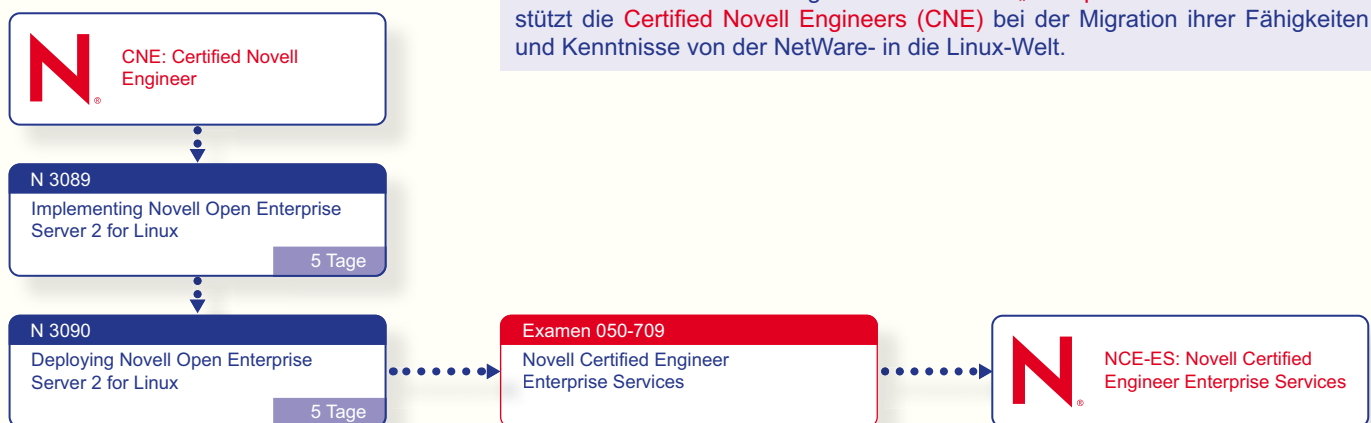 stützt die Certified Novell Engineers (CNE) bei der Migration ihrer Fähigkeiten
und Kenntnisse von der NetWare- in die Linux-Welt.
N®
CNE: Certified Novell
Engineer
N 3089
Implementing Novell Open Enterprise
Server 2 for Linux
5 Tage
N 3090
Deploying Novell Open Enterprise
Server 2 for Linux
5 Tage
Examen 050-709
Novell Certified Engineer
Enterprise Services
N®
NCE-ES: Novell Certified
Engineer Enterprise Services